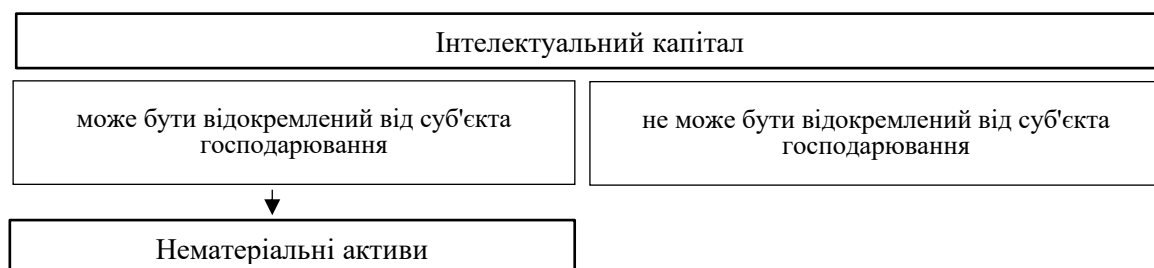 Інтелектуальний капітал
може бути відокремлений від суб'єкта
господарювання
не може бути відокремлений від суб'єкта
господарювання
Нематеріальні активи